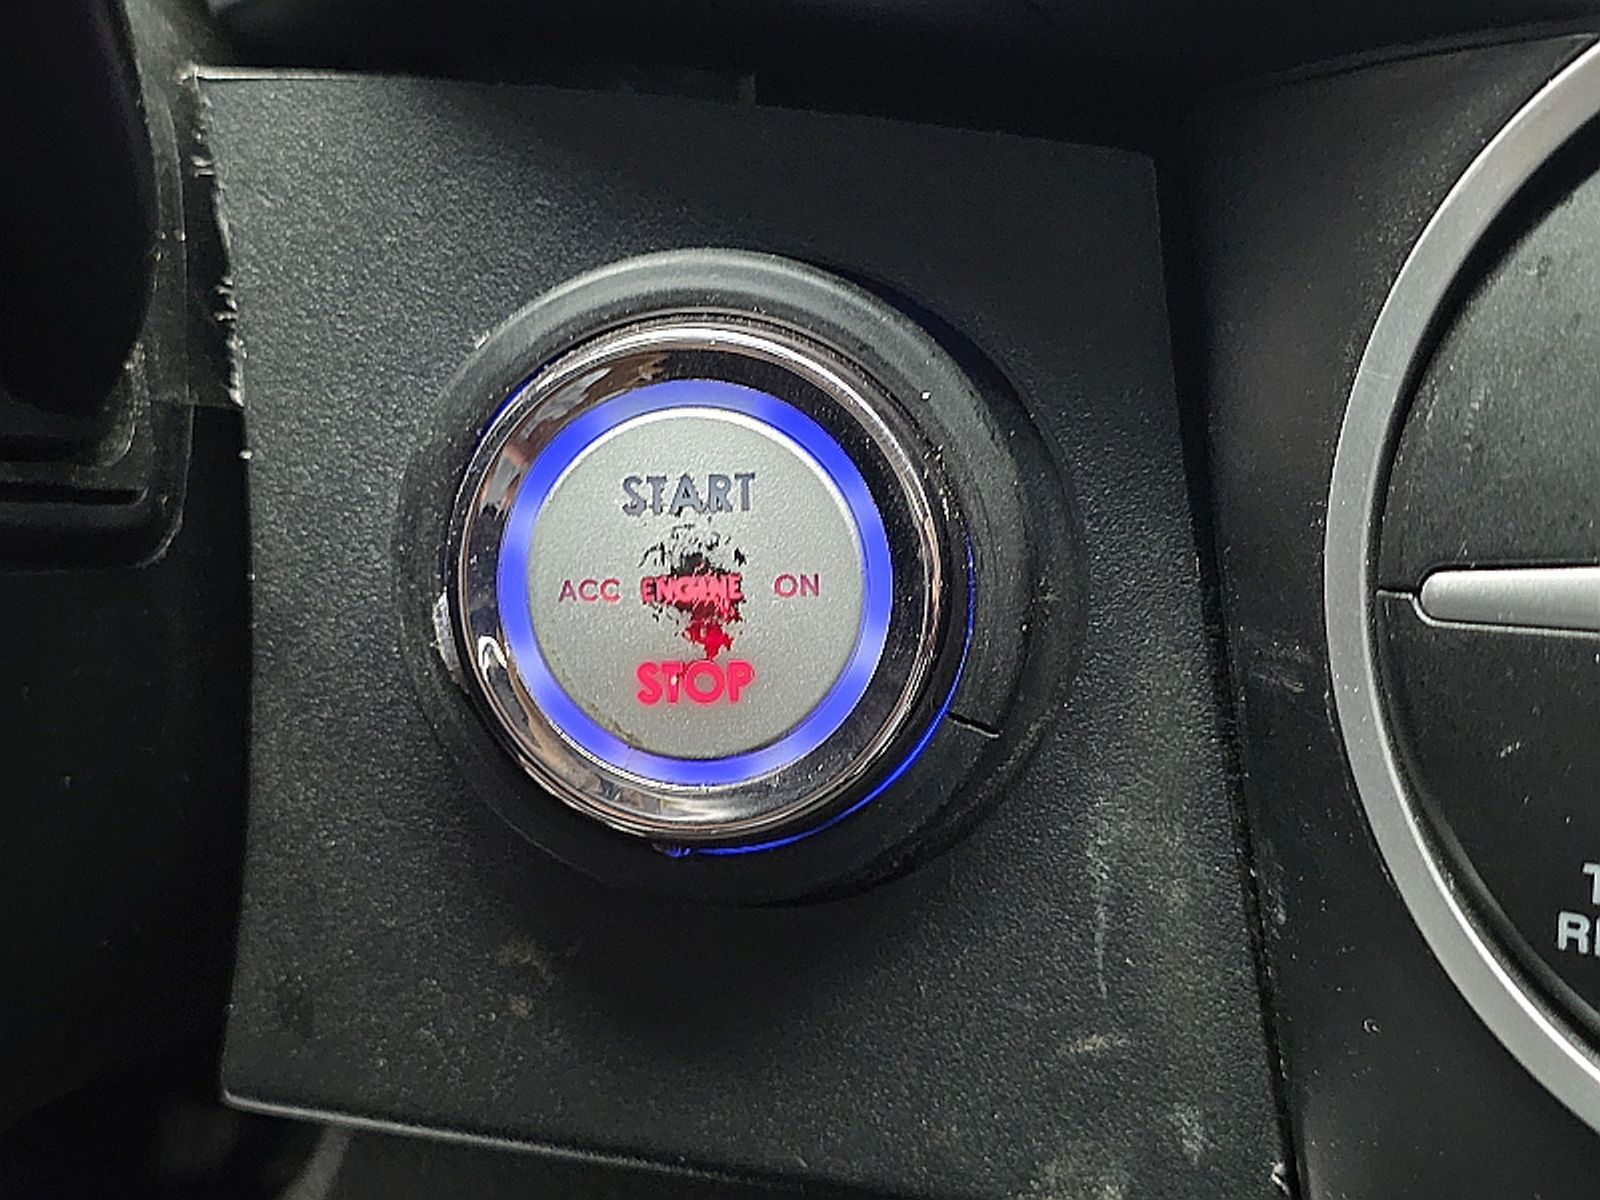 START
ACC ENGINE ON
STOP